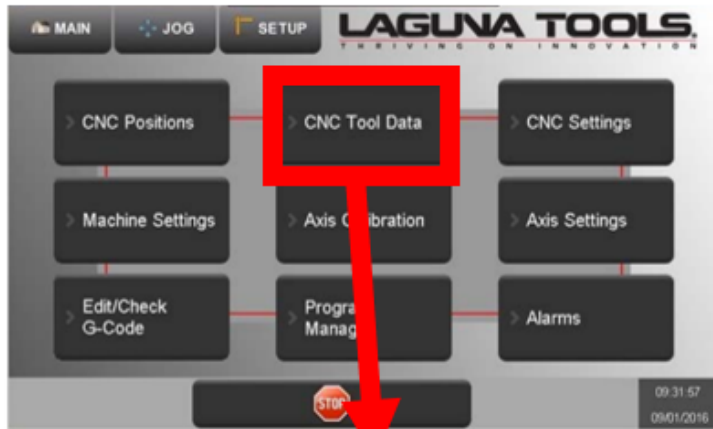 MAIN JOG SETUP LAGUNA TOOLS
THRIVING ON INNOVATION
CNC Positions CNC Tool Data CNC Settings
Machine Settings Axis Axis Settings
Edit/Check
G-Code
Alarms
STOP
09:31:57
09/01/2016